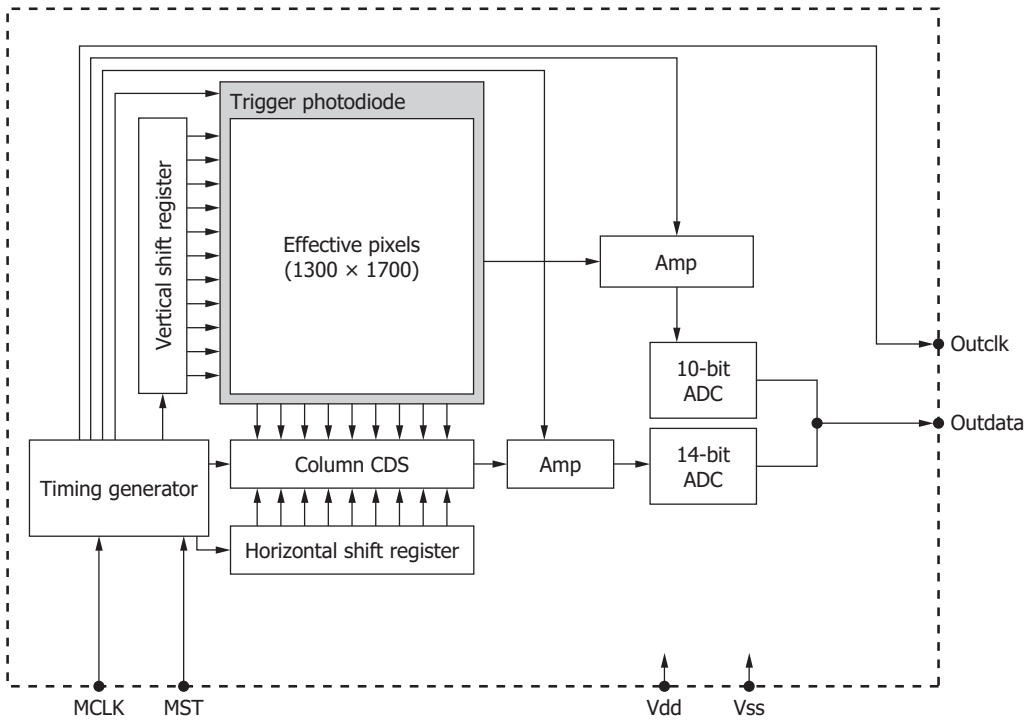 Trigger photodiode
Vertical shift register
Effective pixels
(1300 × 1700)
Amp
Outclk
10-bit
ADC
Outdata
Timing generator
Column CDS
Amp
14-bit
ADC
Horizontal shift register
MCLK
MST
Vdd
Vss